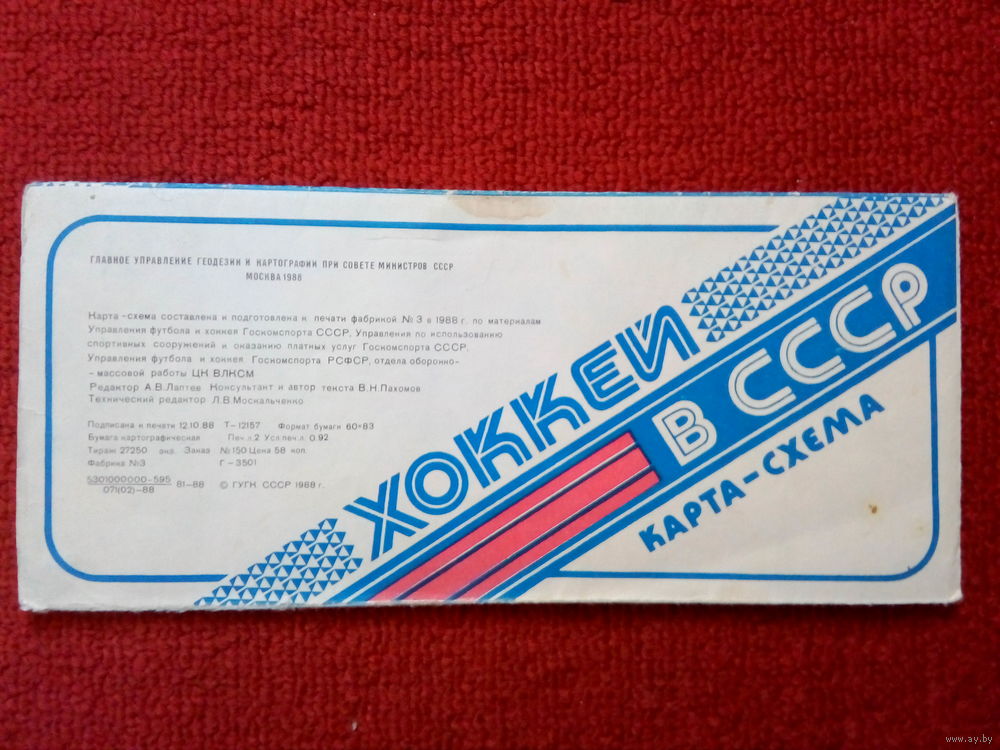 ГЛАВНОЕ УПРАВЛЕНИЕ ГЕОДЕЗИИ И КАРТОГРАФИИ ПРИ СОВЕТЕ МИНИСТРОВ СССР
МОСКВА 1988
Карта-схема составлена и подготовлена к печати фабрикой №3 в 1988 г. по материалам
Управления футбола и хоккея Госкомспорта СССР, Управления по использованию
спортивных сооружений и оказанию платных услуг Госкомспорта СССР,
Управления футбола и хоккея Госкомспорта РСФСР, отдела оборонно-
-массовой работы ЦК ВЛКСМ
Редактор А.В.Лаптев Консультант и автор текста В.Н.Пахомов
Технический редактор Л.В.Москальченко
Подписана к печати 12.10.88 Т-12157 Формат бумаги 60×83
Бумага картографическая Печ.л.2 Усл.печ.л. 0.92
Тираж 27250 экз. Заказ №150 Цена 58 коп.
Фабрика №3 Г-3501
5301000000-595
071(02)-88
81-88 © ГУГК СССР 1988 г.
ХОККЕЙ
В СССР
КАРТА-СХЕМА
www.ay.by